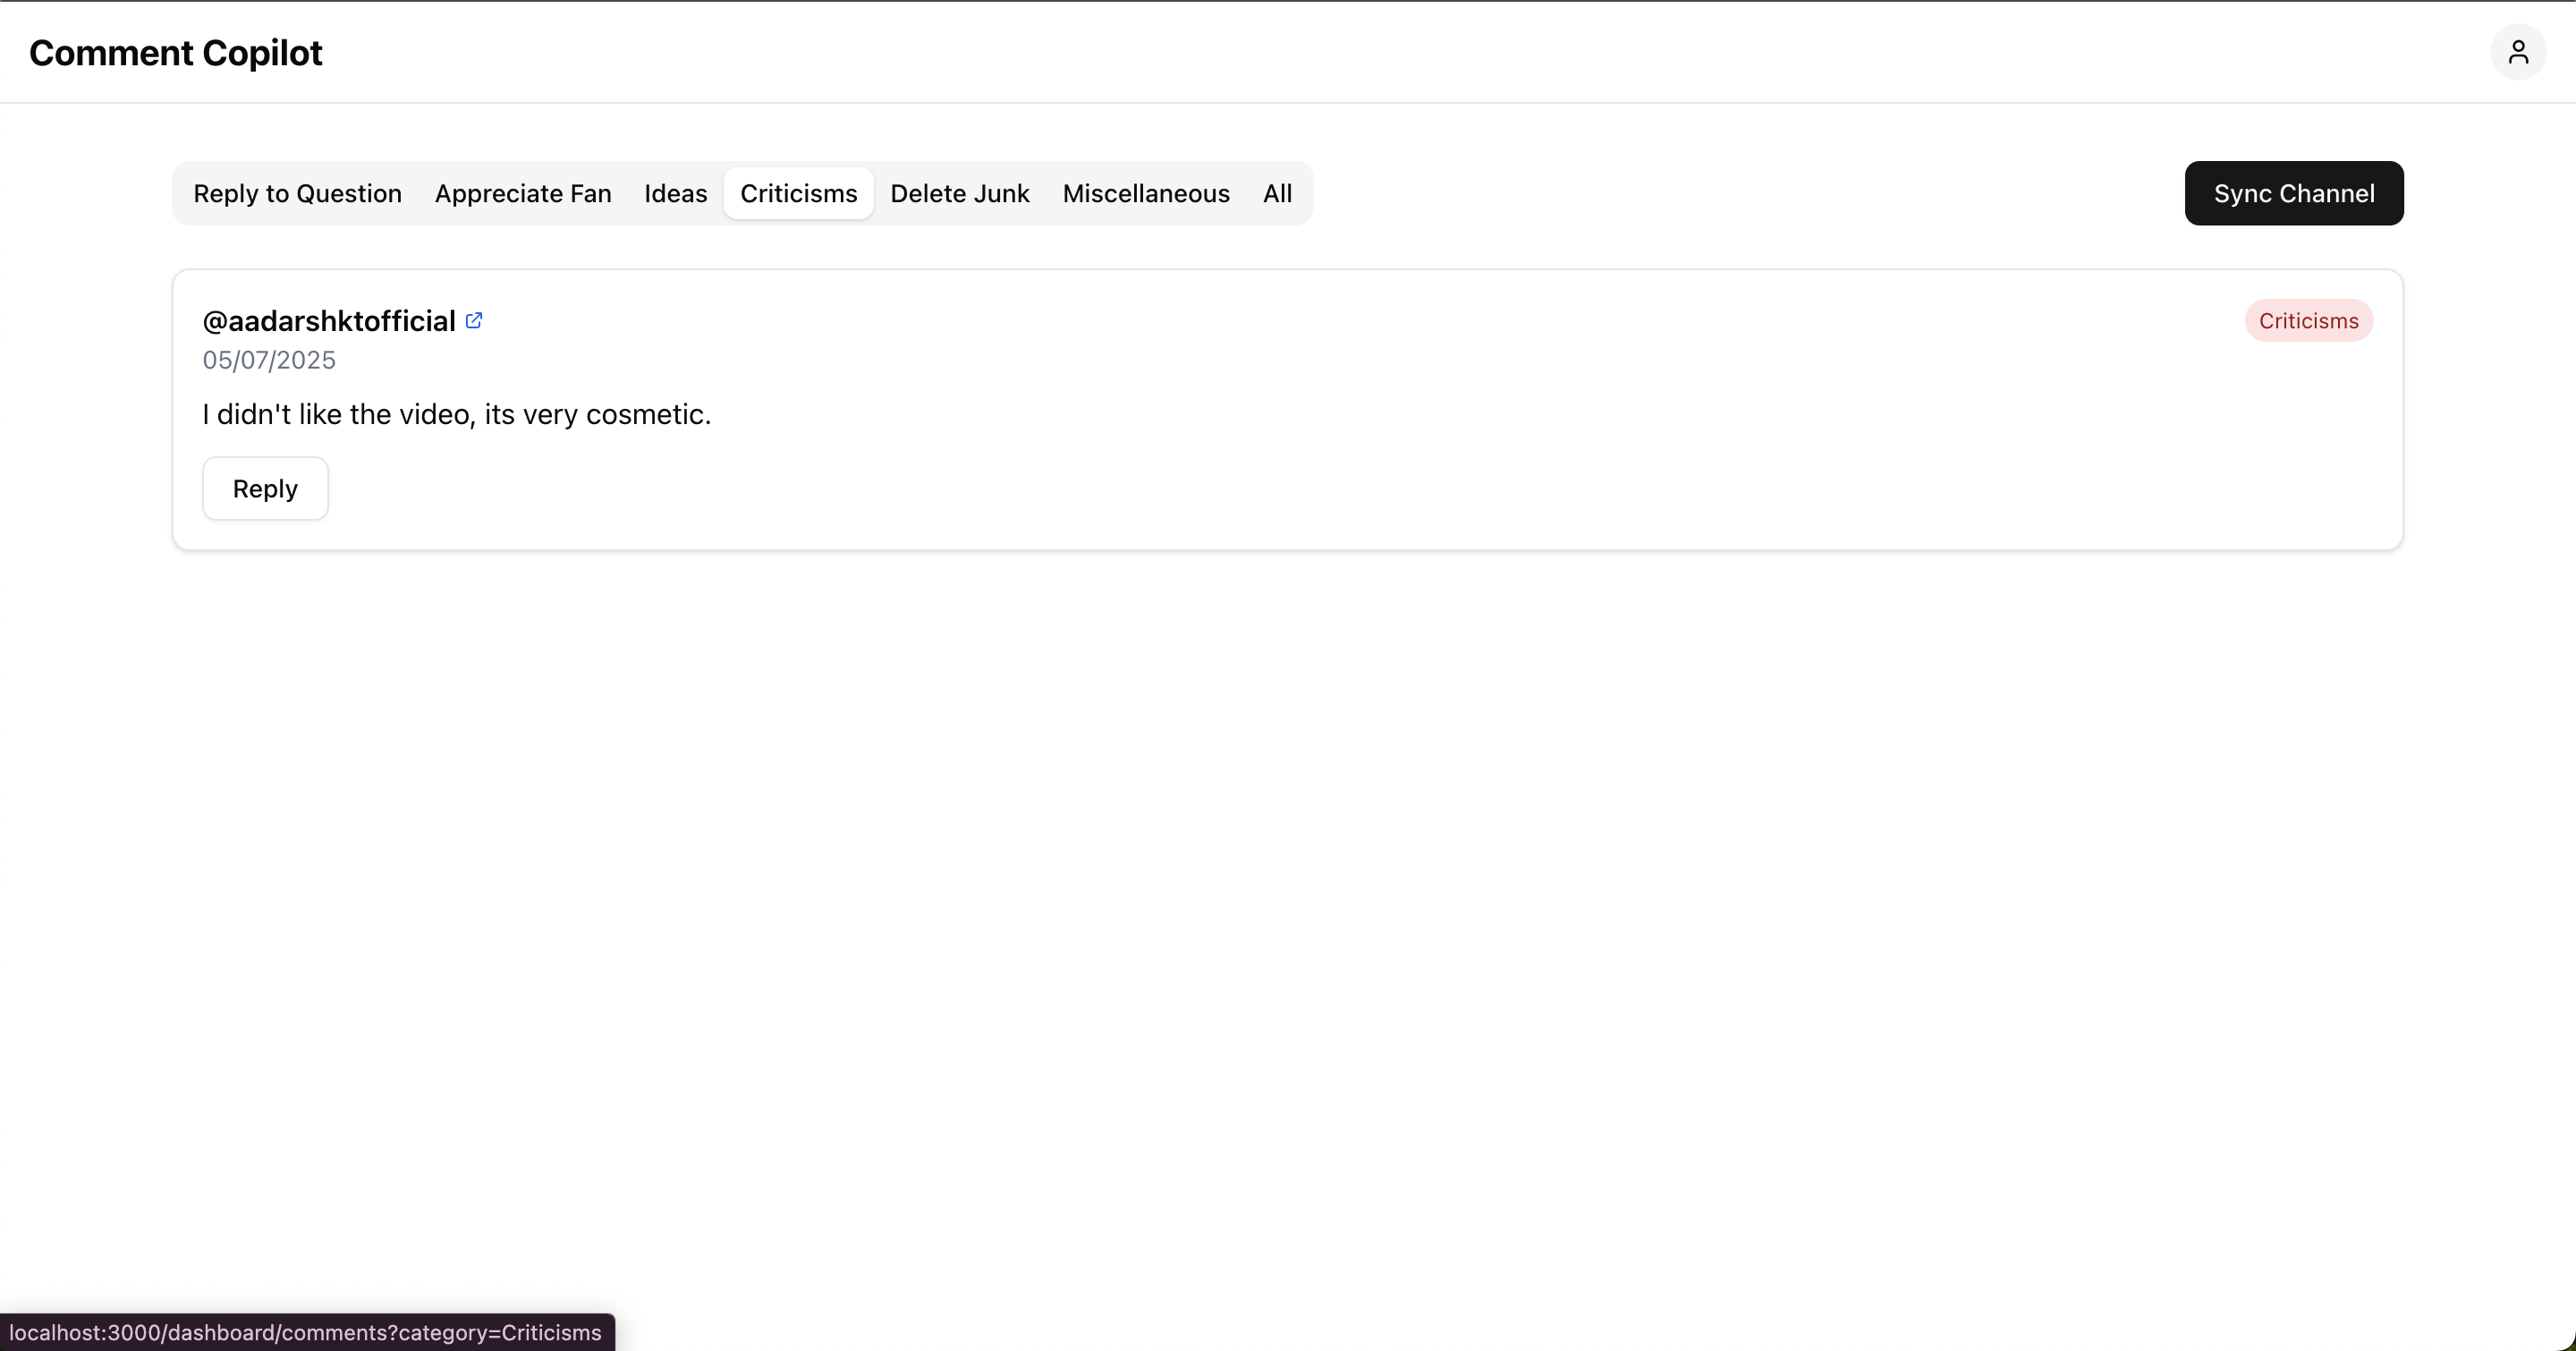 Comment Copilot
Reply to Question Appreciate Fan Ideas Criticisms Delete Junk Miscellaneous All Sync Channel
@aadarshktofficial Criticisms
05/07/2025
I didn't like the video, its very cosmetic.
Reply
localhost:3000/dashboard/comments?category=Criticisms